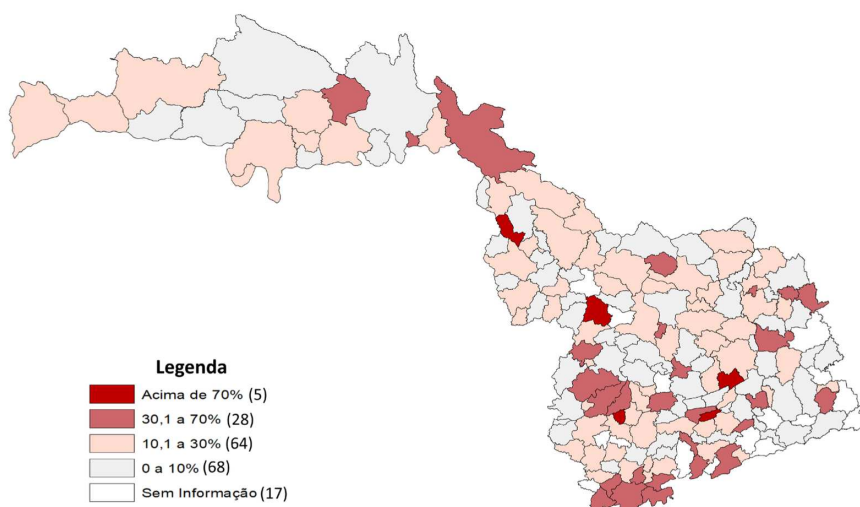 Legenda
Acima de 70% (5)
30,1 a 70% (28)
10,1 a 30% (64)
0 a 10% (68)
Sem Informação (17)